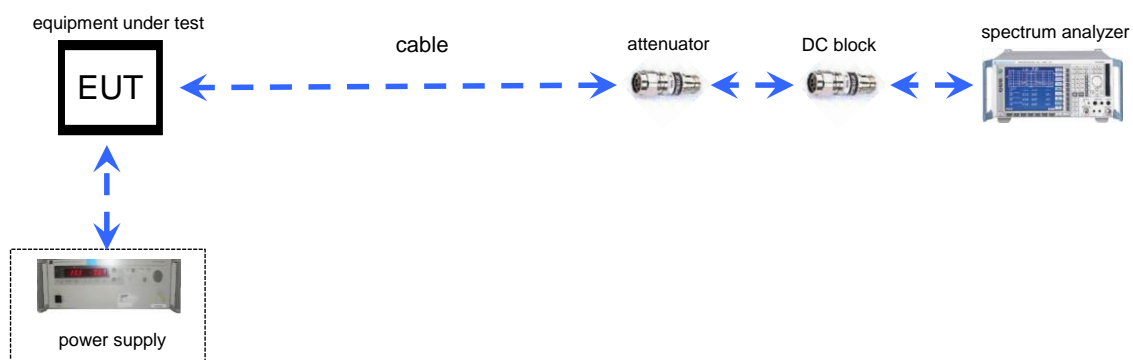 equipment under test
EUT
cable
attenuator
DC block
spectrum analyzer
power supply